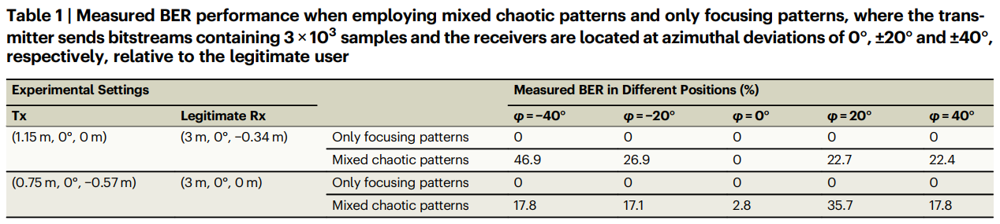 Table 1 | Measured BER performance when employing mixed chaotic patterns and only focusing patterns, where the trans-
mitter sends bitstreams containing 3 × 10³ samples and the receivers are located at azimuthal deviations of 0°, ±20° and ±40°,
respectively, relative to the legitimate user
Experimental Settings Measured BER in Different Positions (%)
Tx Legitimate Rx φ = −40° φ = −20° φ = 0° φ = 20° φ = 40°
(1.15 m, 0°, 0 m) (3 m, 0°, −0.34 m) Only focusing patterns 0 0 0 0 0
Mixed chaotic patterns 46.9 26.9 0 22.7 22.4
(0.75 m, 0°, −0.57 m) (3 m, 0°, 0 m) Only focusing patterns 0 0 0 0 0
Mixed chaotic patterns 17.8 17.1 2.8 35.7 17.8